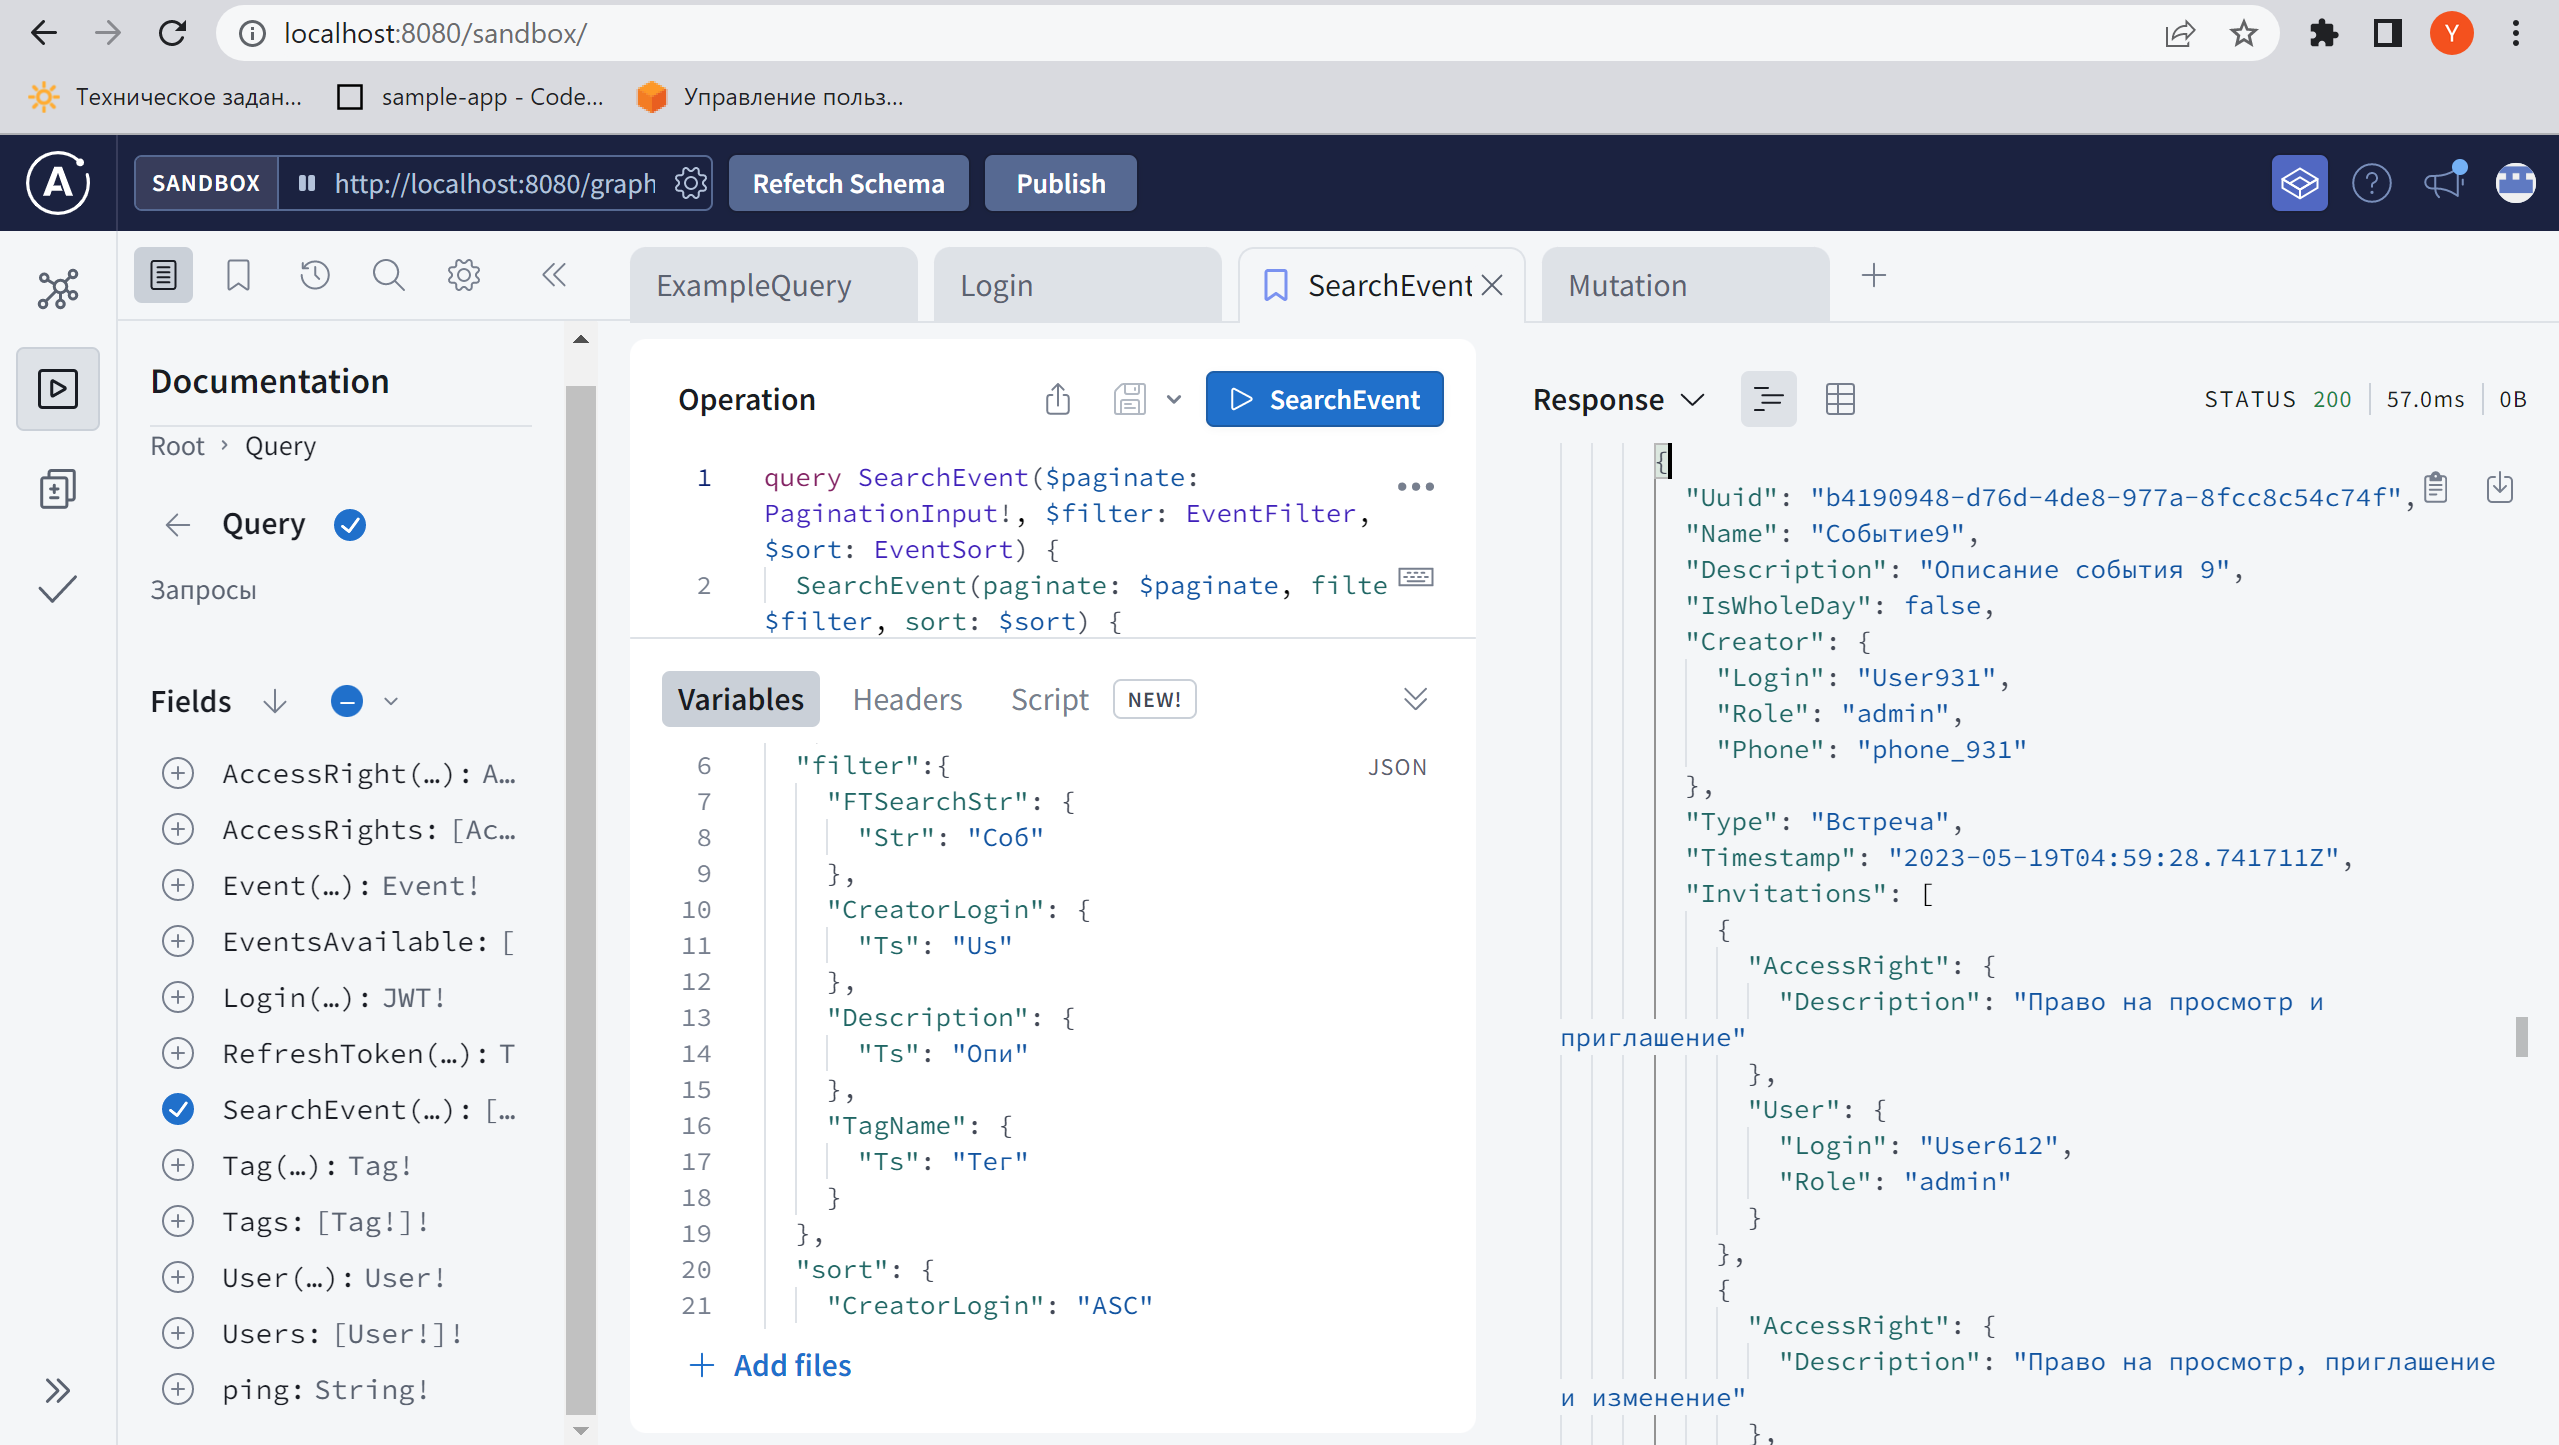 localhost:8080/sandbox/
Y
Техническое задан...
sample-app - Code...
Управление польз...
SANDBOX
http://localhost:8080/graph
Refetch Schema
Publish
ExampleQuery
Login
SearchEvent
Mutation
Documentation
Root › Query
Query
Запросы
Fields
AccessRight(…): A…
AccessRights: [Ac…
Event(…): Event!
EventsAvailable: [
Login(…): JWT!
RefreshToken(…): T
SearchEvent(…): […
Tag(…): Tag!
Tags: [Tag!]!
User(…): User!
Users: [User!]!
ping: String!
Operation
SearchEvent
1 query SearchEvent($paginate:
PaginationInput!, $filter: EventFilter,
$sort: EventSort) {
2 SearchEvent(paginate: $paginate, filte
$filter, sort: $sort) {
Variables
Headers
Script
NEW!
JSON
6 "filter":{
7 "FTSearchStr": {
8 "Str": "Соб"
9 },
10 "CreatorLogin": {
11 "Ts": "Us"
12 },
13 "Description": {
14 "Ts": "Опи"
15 },
16 "TagName": {
17 "Ts": "Тег"
18 }
19 },
20 "sort": {
21 "CreatorLogin": "ASC"
Add files
Response
STATUS 200
57.0ms
0B
{
"Uuid": "b4190948-d76d-4de8-977a-8fcc8c54c74f",
"Name": "Событие9",
"Description": "Описание события 9",
"IsWholeDay": false,
"Creator": {
"Login": "User931",
"Role": "admin",
"Phone": "phone_931"
},
"Type": "Встреча",
"Timestamp": "2023-05-19T04:59:28.741711Z",
"Invitations": [
{
"AccessRight": {
"Description": "Право на просмотр и
приглашение"
},
"User": {
"Login": "User612",
"Role": "admin"
}
},
{
"AccessRight": {
"Description": "Право на просмотр, приглашение
и изменение"
},